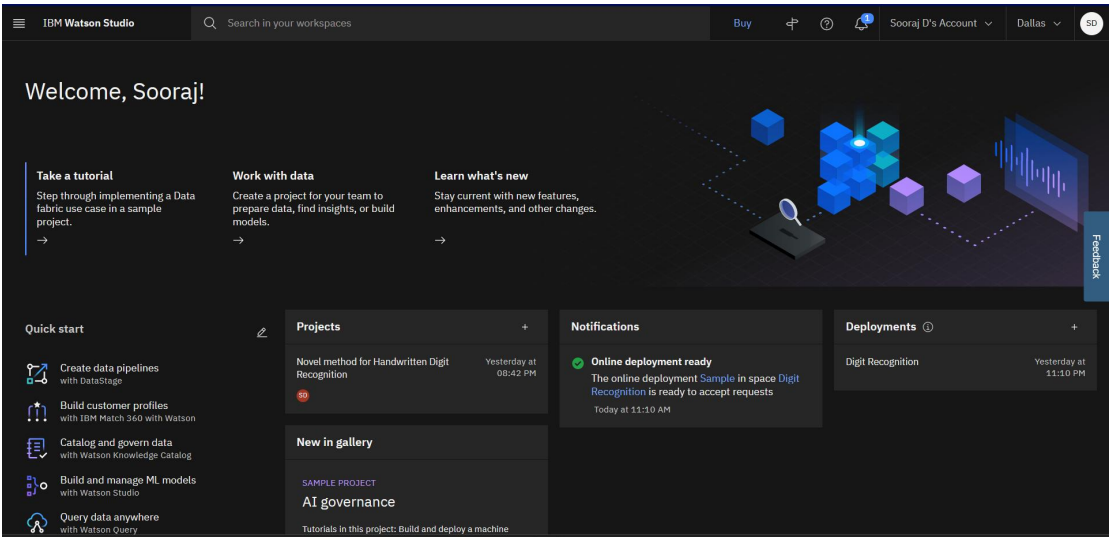 IBM Watson Studio
Search in your workspaces
Buy
1
Sooraj D's Account
Dallas
SD
Welcome, Sooraj!
Take a tutorial
Step through implementing a Data
fabric use case in a sample
project.
Work with data
Create a project for your team to
prepare data, find insights, or build
models.
Learn what's new
Stay current with new features,
enhancements, and other changes.
Feedback
Quick start
Create data pipelines
with DataStage
Build customer profiles
with IBM Match 360 with Watson
Catalog and govern data
with Watson Knowledge Catalog
Build and manage ML models
with Watson Studio
Query data anywhere
with Watson Query
Projects
Novel method for Handwritten Digit
Recognition
Yesterday at
08:42 PM
SD
New in gallery
SAMPLE PROJECT
AI governance
Tutorials in this project: Build and deploy a machine
Notifications
Online deployment ready
The online deployment Sample in space Digit
Recognition is ready to accept requests
Today at 11:10 AM
Deployments
Digit Recognition
Yesterday at
11:10 PM